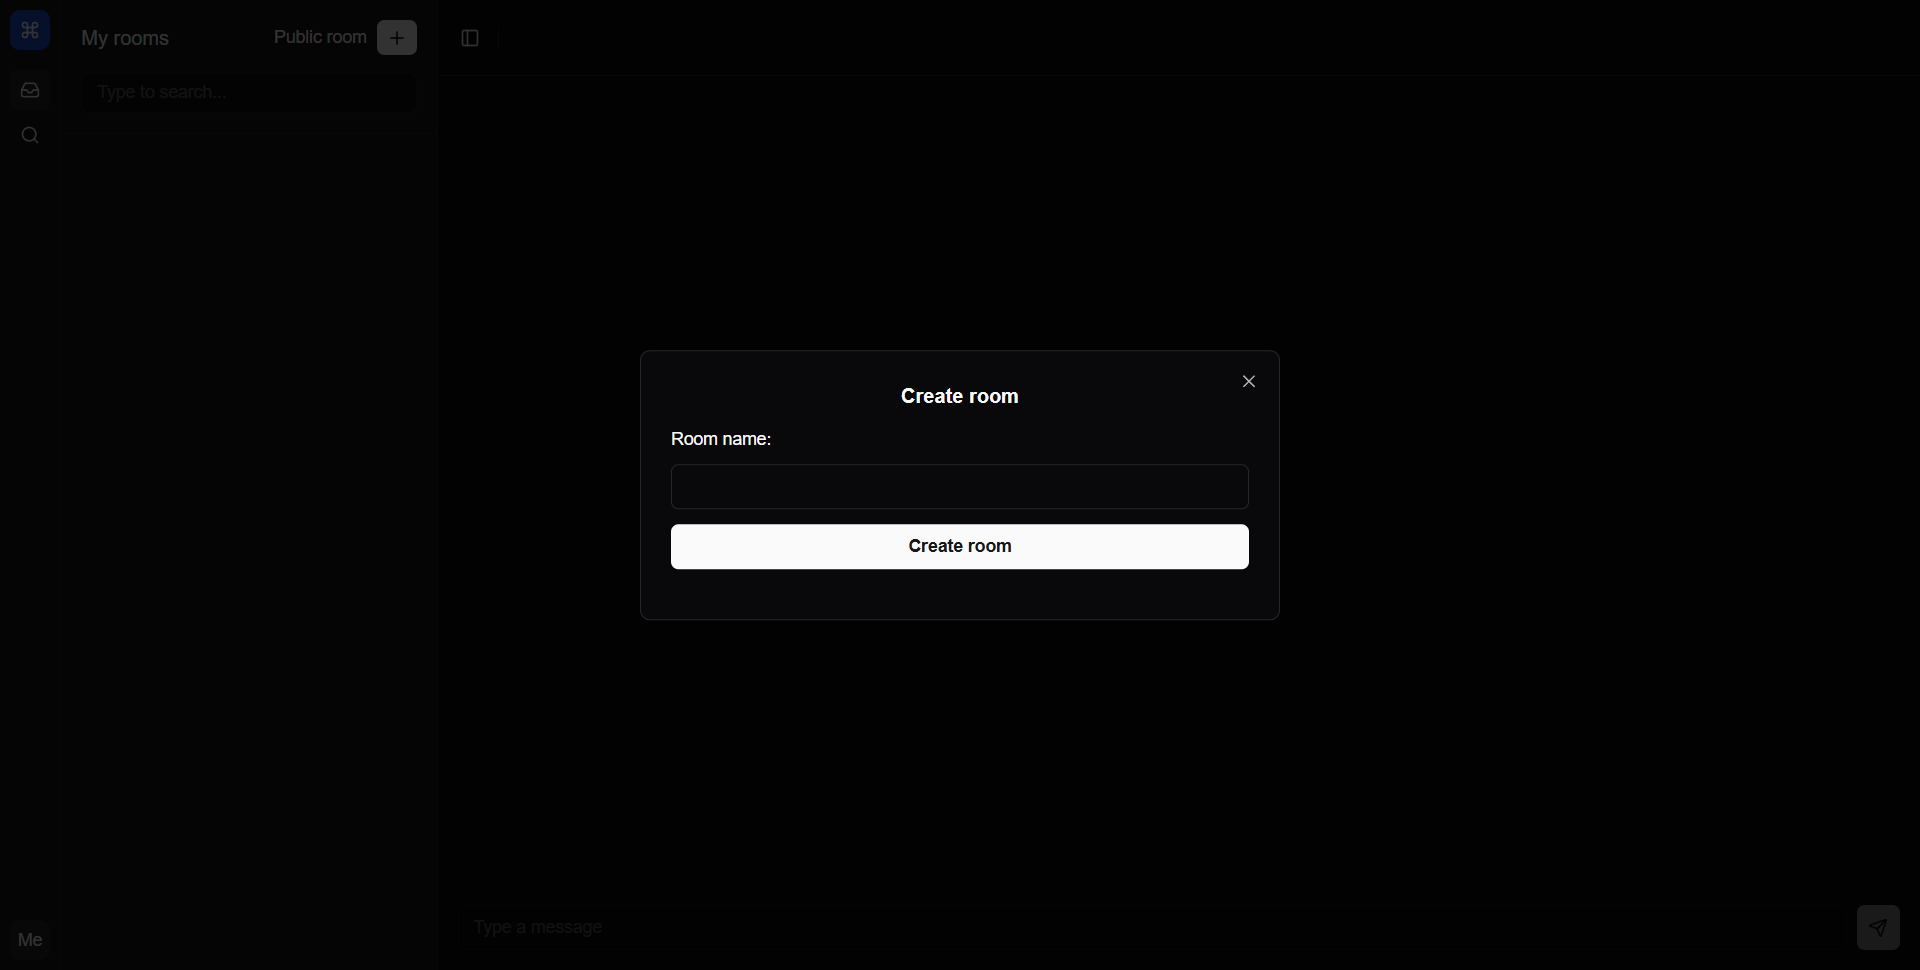 My rooms
Public room
Type to search...
Create room
Room name:
Create room
Type a message
Me